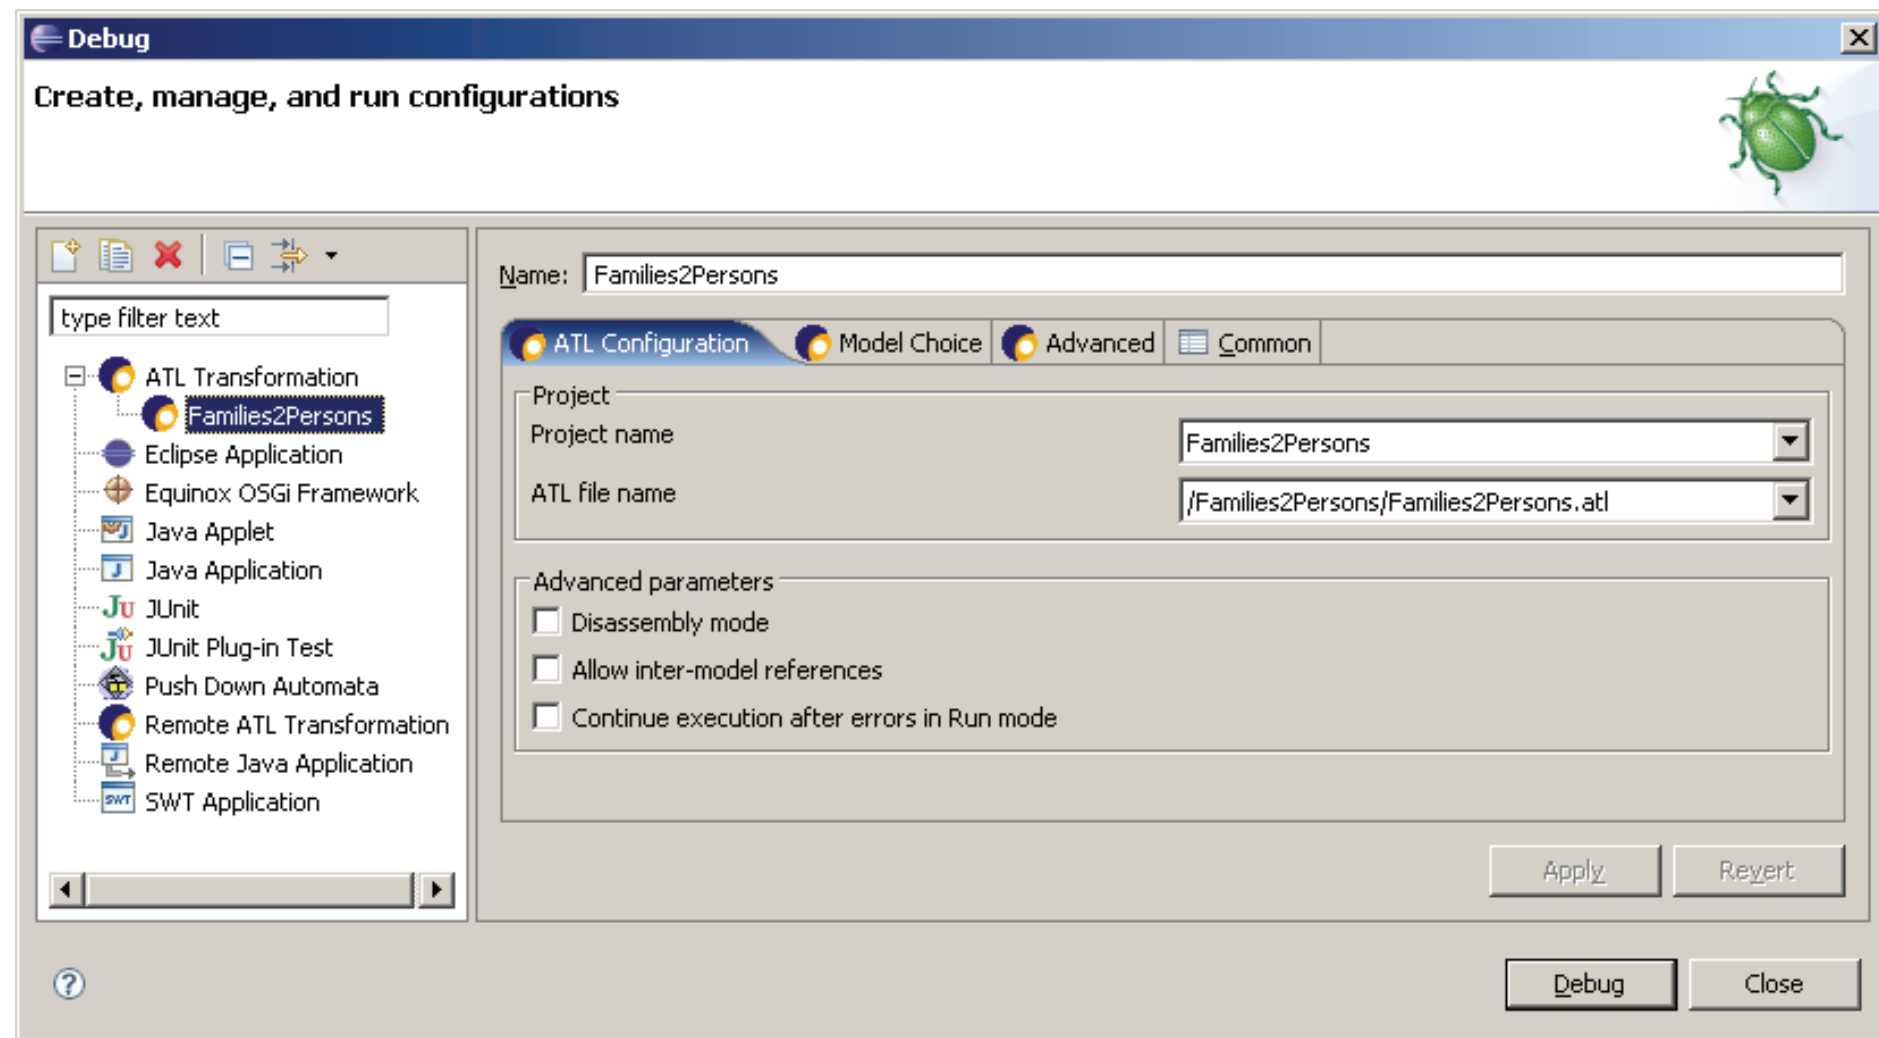 Debug
Create, manage, and run configurations
type filter text
ATL Transformation
Families2Persons
Eclipse Application
Equinox OSGi Framework
Java Applet
Java Application
JUnit
JUnit Plug-in Test
Push Down Automata
Remote ATL Transformation
Remote Java Application
SWT Application
Name: Families2Persons
ATL Configuration Model Choice Advanced Common
Project
Project name Families2Persons
ATL file name /Families2Persons/Families2Persons.atl
Advanced parameters
Disassembly mode
Allow inter-model references
Continue execution after errors in Run mode
Apply Revert
Debug Close